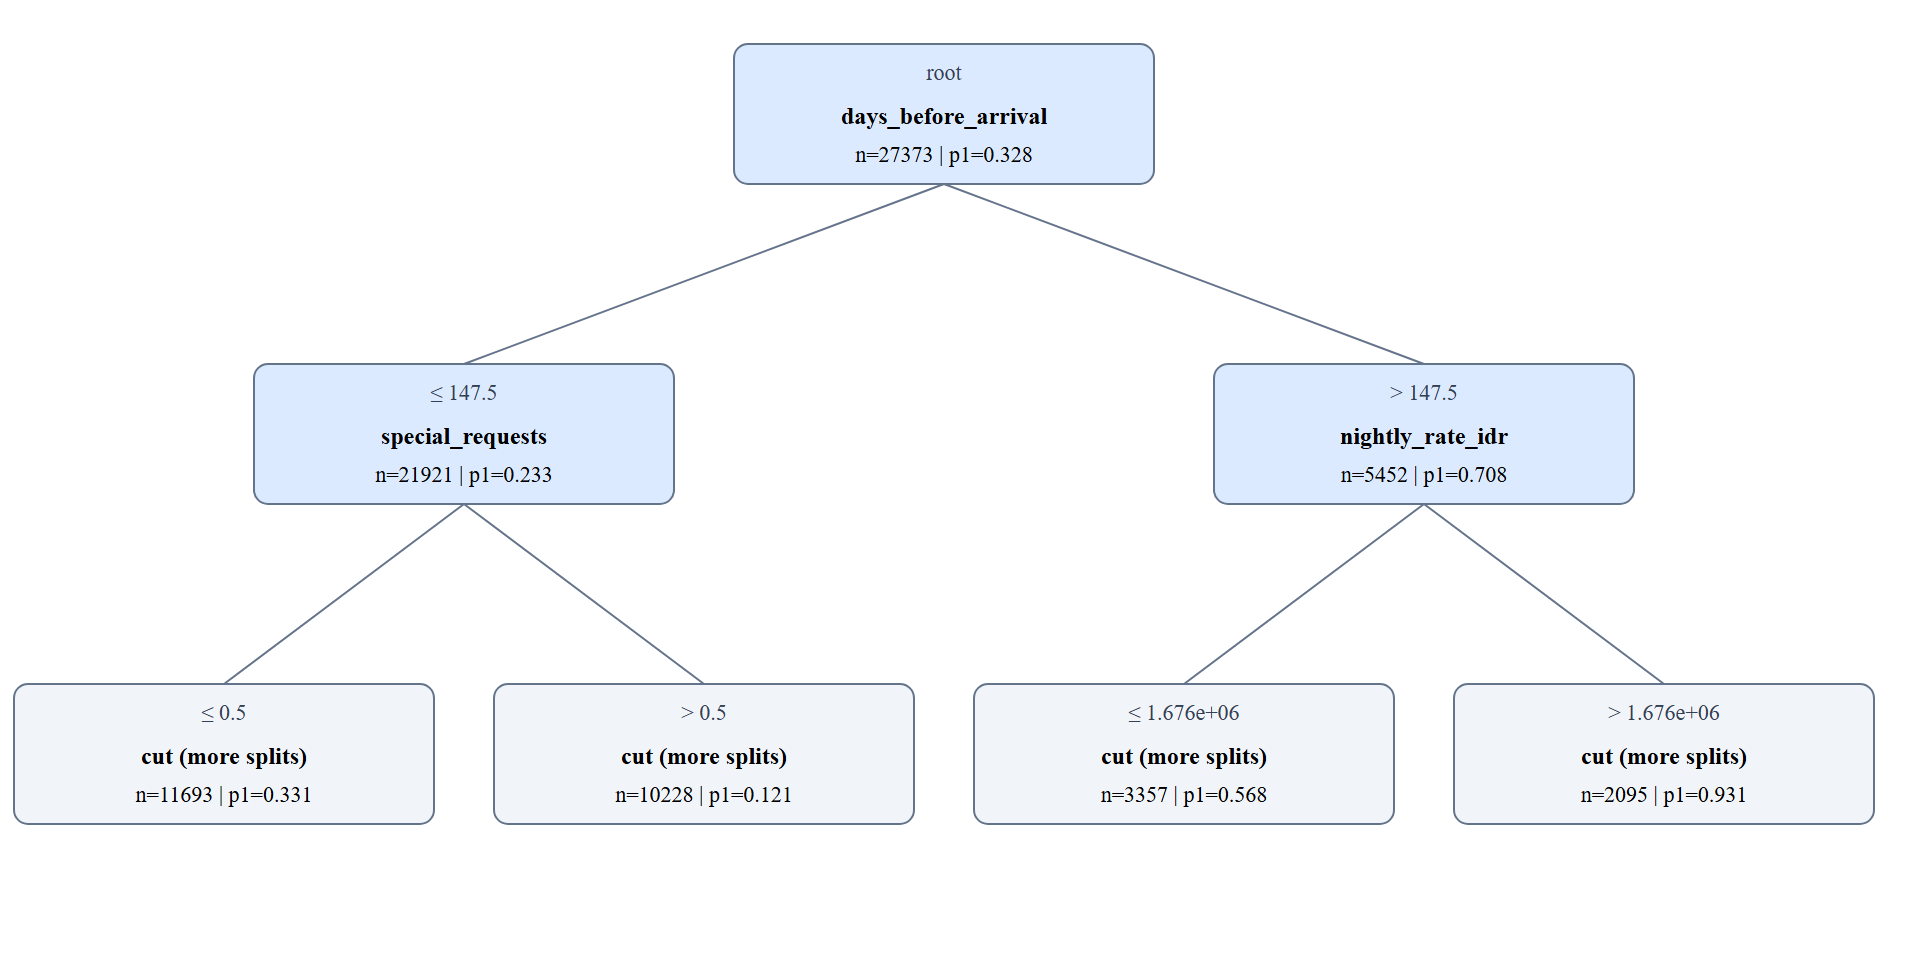 root
days_before_arrival
n=27373 | p1=0.328
≤ 147.5
special_requests
n=21921 | p1=0.233
> 147.5
nightly_rate_idr
n=5452 | p1=0.708
≤ 0.5
cut (more splits)
n=11693 | p1=0.331
> 0.5
cut (more splits)
n=10228 | p1=0.121
≤ 1.676e+06
cut (more splits)
n=3357 | p1=0.568
> 1.676e+06
cut (more splits)
n=2095 | p1=0.931